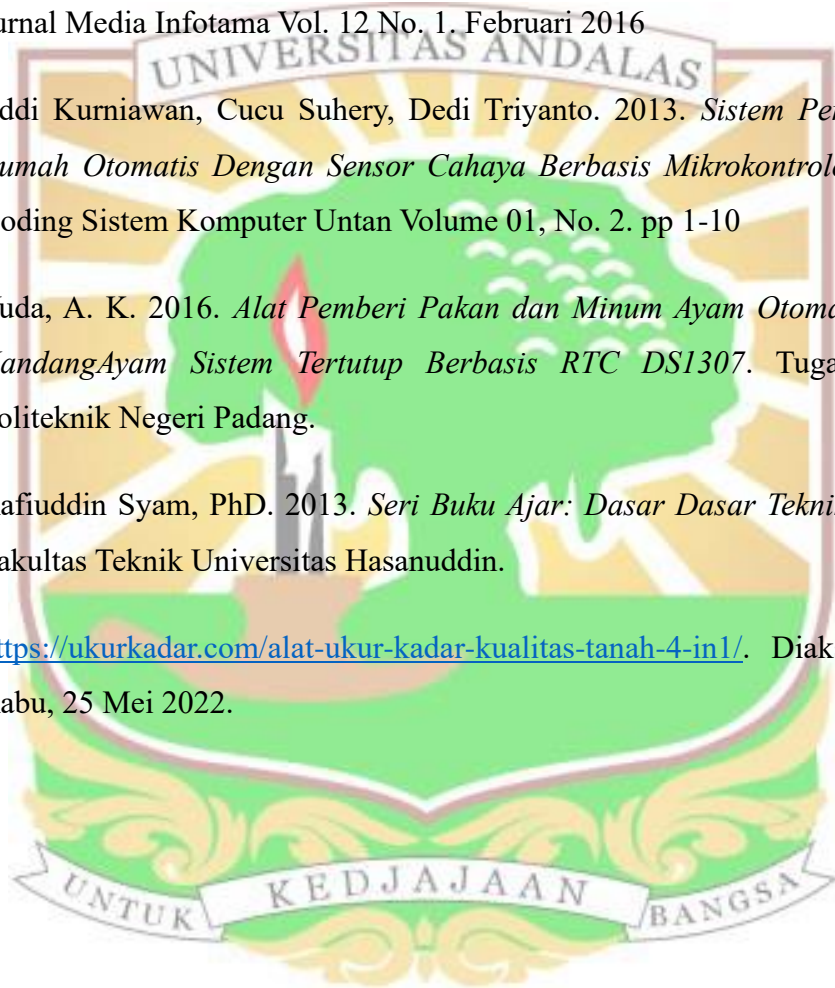 urnal Media Infotama Vol. 12 No. 1. Februari 2016
UNIVERSITAS ANDALAS
ddi Kurniawan, Cucu Suhery, Dedi Triyanto. 2013. Sistem Per
umah Otomatis Dengan Sensor Cahaya Berbasis Mikrokontrole
oding Sistem Komputer Untan Volume 01, No. 2. pp 1-10
uda, A. K. 2016. Alat Pemberi Pakan dan Minum Ayam Otoma
KandangAyam Sistem Tertutup Berbasis RTC DS1307. Tuga
oliteknik Negeri Padang.
afiuddin Syam, PhD. 2013. Seri Buku Ajar: Dasar Dasar Tekni
akultas Teknik Universitas Hasanuddin.
ttps://ukurkadar.com/alat-ukur-kadar-kualitas-tanah-4-in1/. Diak
abu, 25 Mei 2022.
UNTUK KEDJAJAAN BANGSA